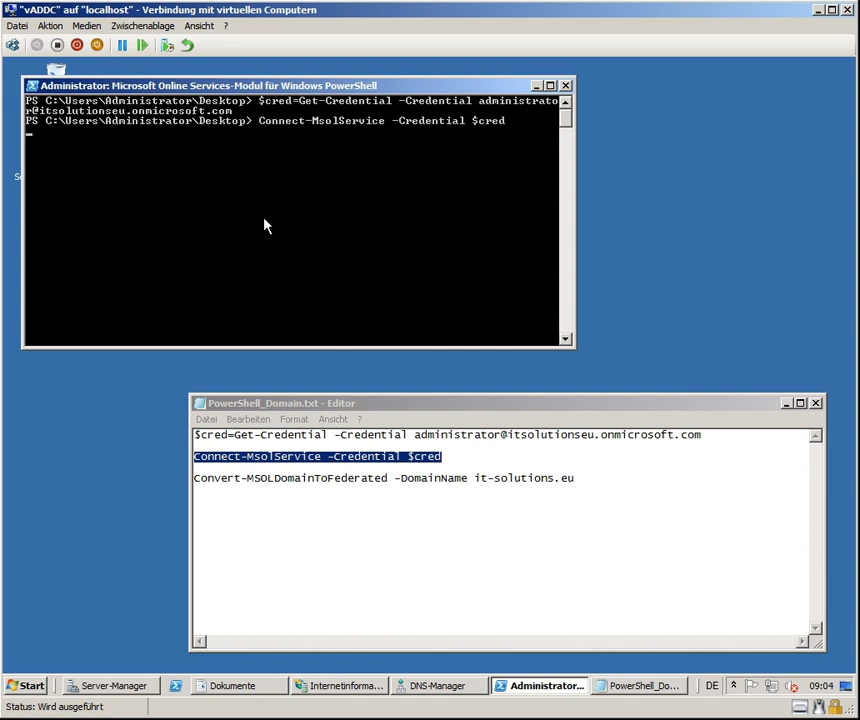 "vADDC" auf "localhost" - Verbindung mit virtuellen Computern
Datei Aktion Medien Zwischenablage Ansicht ?
Administrator: Microsoft Online Services-Modul für Windows PowerShell
PS C:\Users\Administrator\Desktop> $cred=Get-Credential -Credential administrato
r@itsolutionseu.onmicrosoft.com
PS C:\Users\Administrator\Desktop> Connect-MsolService -Credential $cred
PowerShell_Domain.txt - Editor
Datei Bearbeiten Format Ansicht ?
$cred=Get-Credential -Credential administrator@itsolutionseu.onmicrosoft.com
Connect-MsolService -Credential $cred
Convert-MSOLDomainToFederated -DomainName it-solutions.eu
Start Server-Manager Dokumente Internetinforma... DNS-Manager Administrator... PowerShell_Do... DE 09:04
Status: Wird ausgeführt